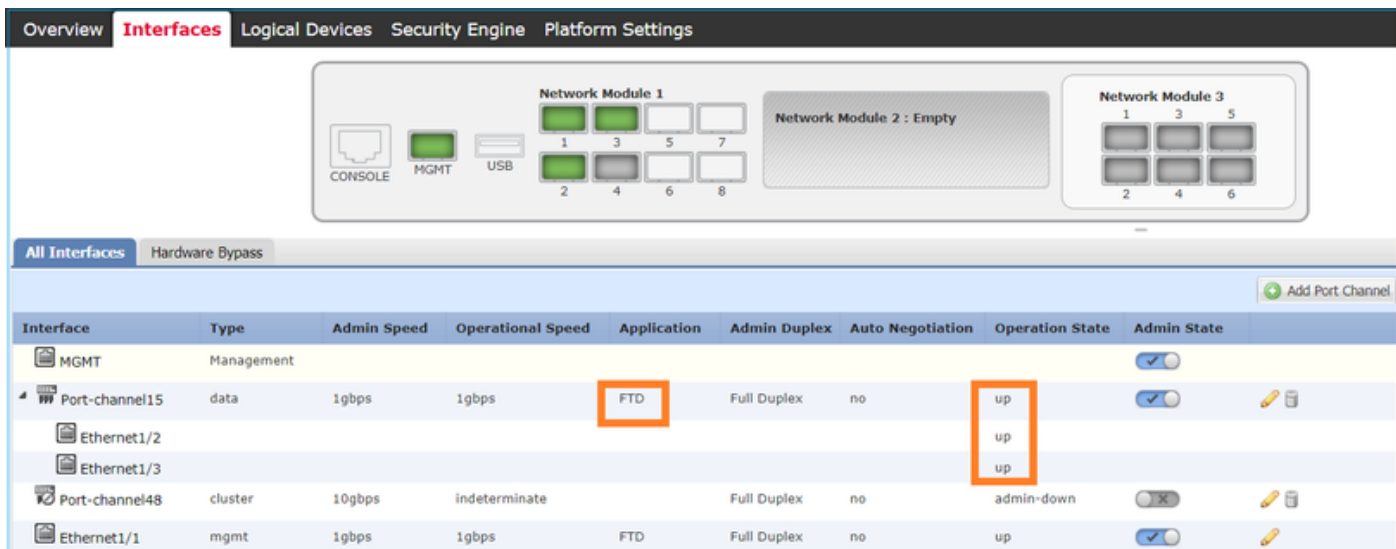 Overview Interfaces Logical Devices Security Engine Platform Settings
Network Module 1
Network Module 2 : Empty
Network Module 3
CONSOLE MGMT USB
1 3 5 7
2 4 6 8
1 3 5
2 4 6
All Interfaces Hardware Bypass
Add Port Channel
Interface Type Admin Speed Operational Speed Application Admin Duplex Auto Negotiation Operation State Admin State
MGMT Management
Port-channel15 data 1gbps 1gbps FTD Full Duplex no up
Ethernet1/2 up
Ethernet1/3 up
Port-channel48 cluster 10gbps indeterminate Full Duplex no admin-down
Ethernet1/1 mgmt 1gbps 1gbps FTD Full Duplex no up